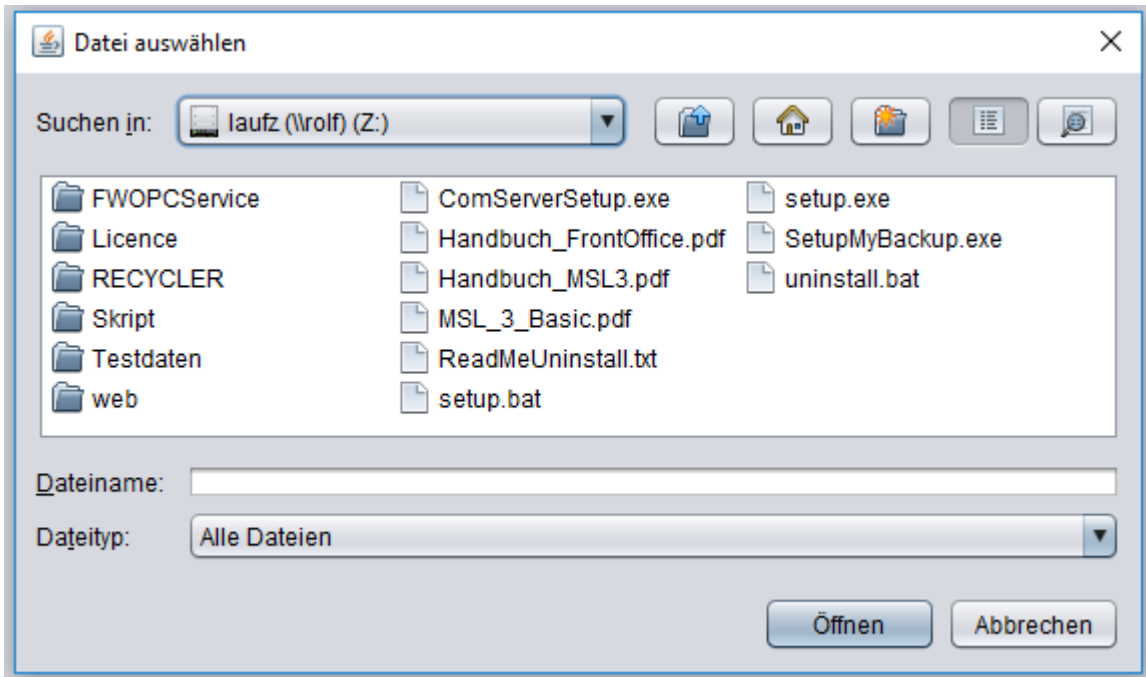 Datei auswählen
Suchen in: laufz (\\rolf) (Z:)
FWOPCService
Licence
RECYCLER
Skript
Testdaten
web
ComServerSetup.exe
Handbuch_FrontOffice.pdf
Handbuch_MSL3.pdf
MSL_3_Basic.pdf
ReadMeUninstall.txt
setup.bat
setup.exe
SetupMyBackup.exe
uninstall.bat
Dateiname:
Dateityp: Alle Dateien
Öffnen Abbrechen